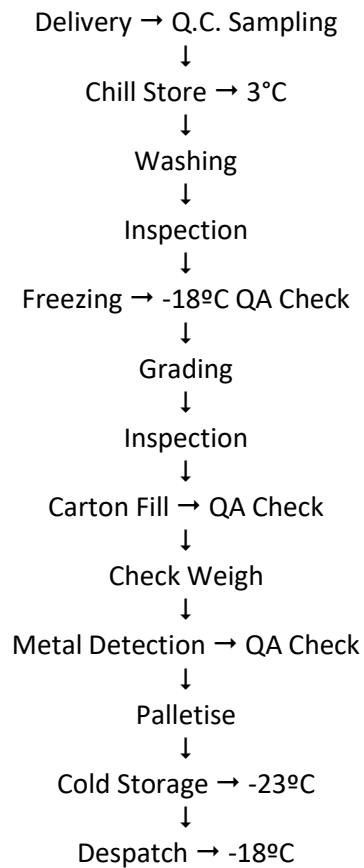 Delivery → Q.C. Sampling
↓
Chill Store → 3°C
↓
Washing
↓
Inspection
↓
Freezing → -18ºC QA Check
↓
Grading
↓
Inspection
↓
Carton Fill → QA Check
↓
Check Weigh
↓
Metal Detection → QA Check
↓
Palletise
↓
Cold Storage → -23ºC
↓
Despatch → -18ºC